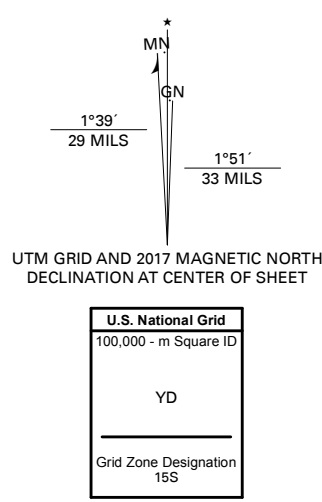 MN
GN
1°39´
29 MILS
1°51´
33 MILS
UTM GRID AND 2017 MAGNETIC NORTH
DECLINATION AT CENTER OF SHEET
U.S. National Grid
100,000 - m Square ID
YD
Grid Zone Designation
15S